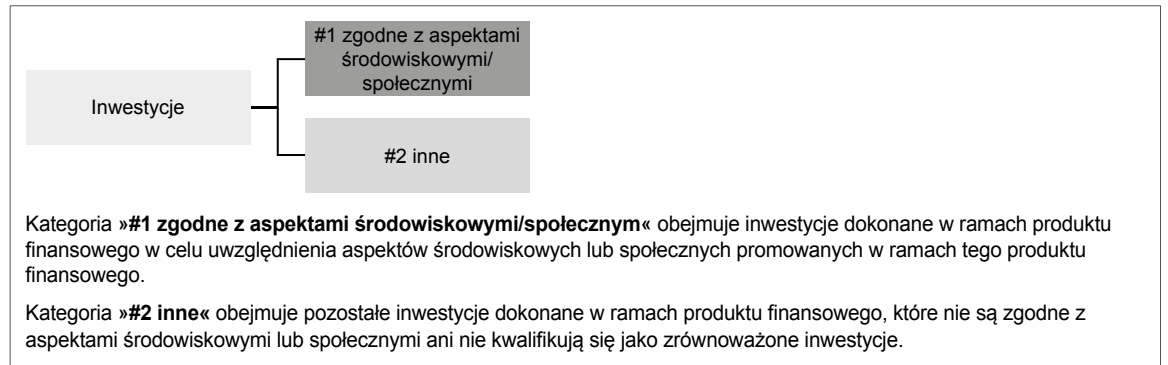 #1 zgodne z aspektami
środowiskowymi/
społecznymi
Inwestycje
#2 inne
Kategoria »#1 zgodne z aspektami środowiskowymi/społecznym« obejmuje inwestycje dokonane w ramach produktu
finansowego w celu uwzględnienia aspektów środowiskowych lub społecznych promowanych w ramach tego produktu
finansowego.
Kategoria »#2 inne« obejmuje pozostałe inwestycje dokonane w ramach produktu finansowego, które nie są zgodne z
aspektami środowiskowymi lub społecznymi ani nie kwalifikują się jako zrównoważone inwestycje.